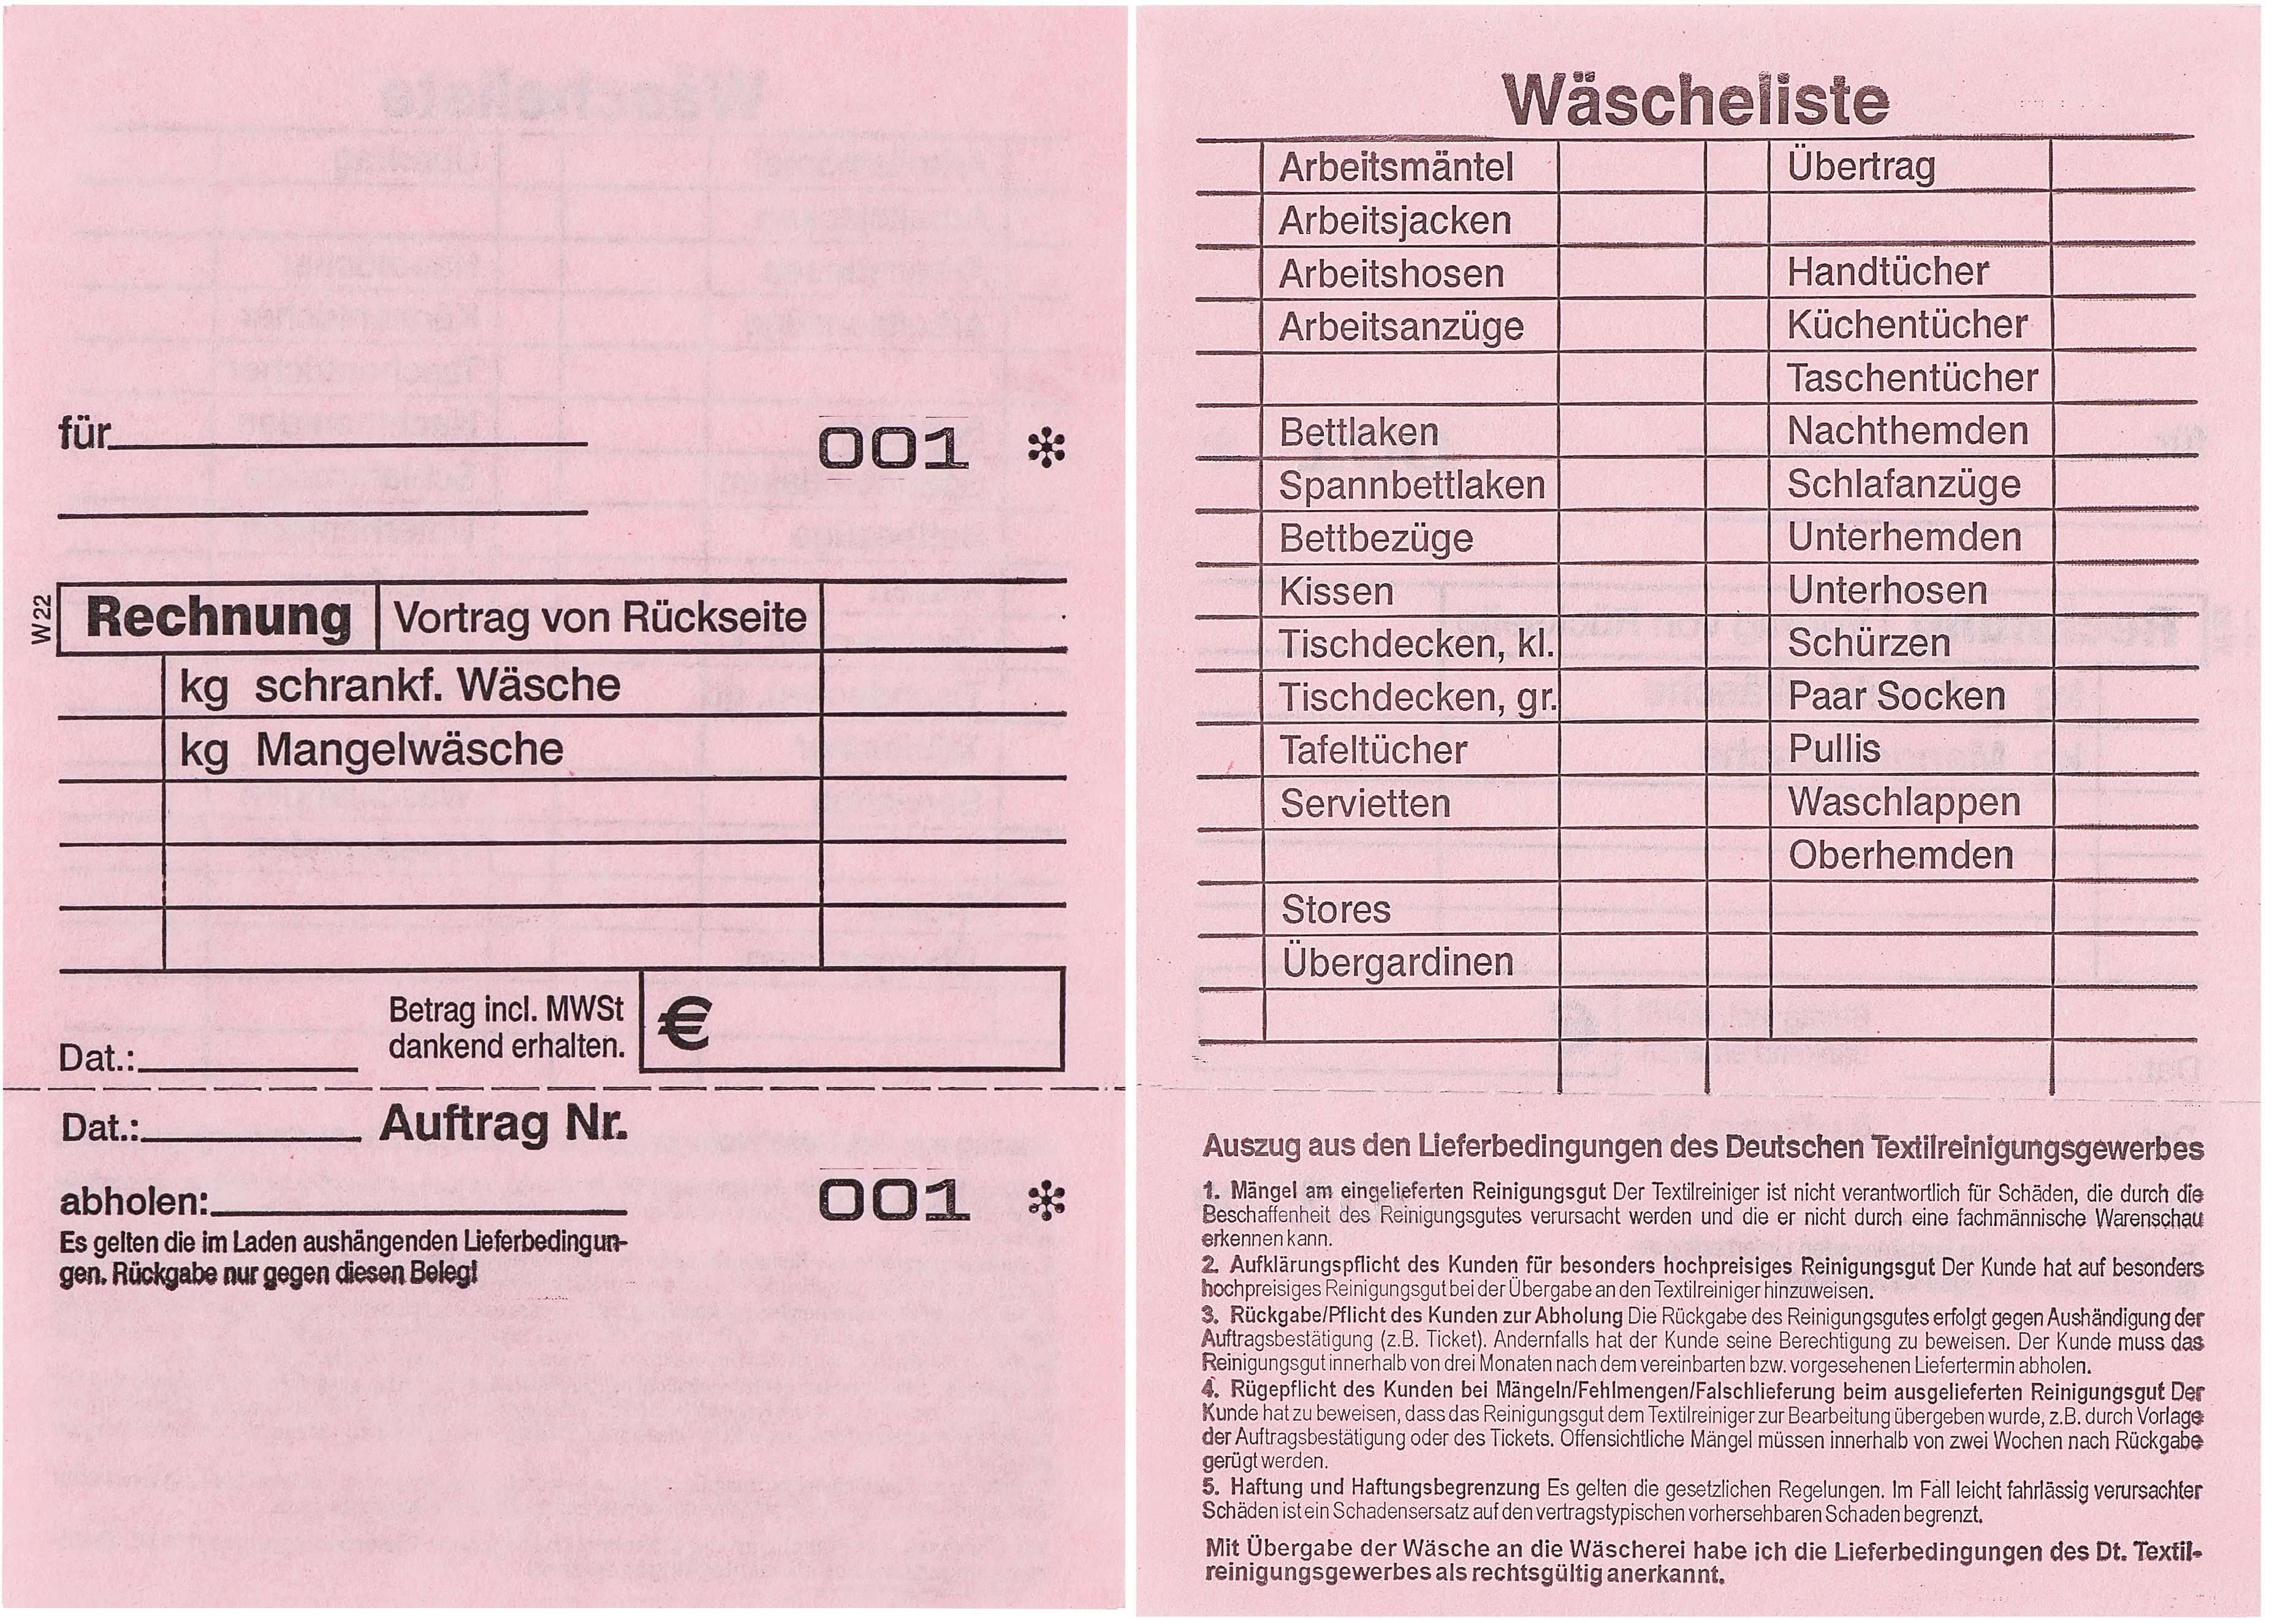 für
001 *
W 22
Rechnung Vortrag von Rückseite
kg schrankf. Wäsche
kg Mangelwäsche
Betrag incl. MWSt
dankend erhalten.
€
Dat.:
Dat.: Auftrag Nr.
abholen: 001 *
Es gelten die im Laden aushängenden Lieferbedingun-
gen. Rückgabe nur gegen diesen Beleg!
Wäscheliste
Arbeitsmäntel Übertrag
Arbeitsjacken
Arbeitshosen Handtücher
Arbeitsanzüge Küchentücher
Taschentücher
Bettlaken Nachthemden
Spannbettlaken Schlafanzüge
Bettbezüge Unterhemden
Kissen Unterhosen
Tischdecken, kl. Schürzen
Tischdecken, gr. Paar Socken
Tafeltücher Pullis
Servietten Waschlappen
Oberhemden
Stores
Übergardinen
Auszug aus den Lieferbedingungen des Deutschen Textilreinigungsgewerbes
1. Mängel am eingelieferten Reinigungsgut Der Textilreiniger ist nicht verantwortlich für Schäden, die durch die
Beschaffenheit des Reinigungsgutes verursacht werden und die er nicht durch eine fachmännische Warenschau
erkennen kann.
2. Aufklärungspflicht des Kunden für besonders hochpreisiges Reinigungsgut Der Kunde hat auf besonders
hochpreisiges Reinigungsgut bei der Übergabe an den Textilreiniger hinzuweisen.
3. Rückgabe/Pflicht des Kunden zur Abholung Die Rückgabe des Reinigungsgutes erfolgt gegen Aushändigung der
Auftragsbestätigung (z.B. Ticket). Andernfalls hat der Kunde seine Berechtigung zu beweisen. Der Kunde muss das
Reinigungsgut innerhalb von drei Monaten nach dem vereinbarten bzw. vorgesehenen Liefertermin abholen.
4. Rügepflicht des Kunden bei Mängeln/Fehlmengen/Falschlieferung beim ausgelieferten Reinigungsgut Der
Kunde hat zu beweisen, dass das Reinigungsgut dem Textilreiniger zur Bearbeitung übergeben wurde, z.B. durch Vorlage
der Auftragsbestätigung oder des Tickets. Offensichtliche Mängel müssen innerhalb von zwei Wochen nach Rückgabe
gerügt werden.
5. Haftung und Haftungsbegrenzung Es gelten die gesetzlichen Regelungen. Im Fall leicht fahrlässig verursachter
Schäden ist ein Schadensersatz auf den vertragstypischen vorhersehbaren Schaden begrenzt.
Mit Übergabe der Wäsche an die Wäscherei habe ich die Lieferbedingungen des Dt. Textil-
reinigungsgewerbes als rechtsgültig anerkannt.